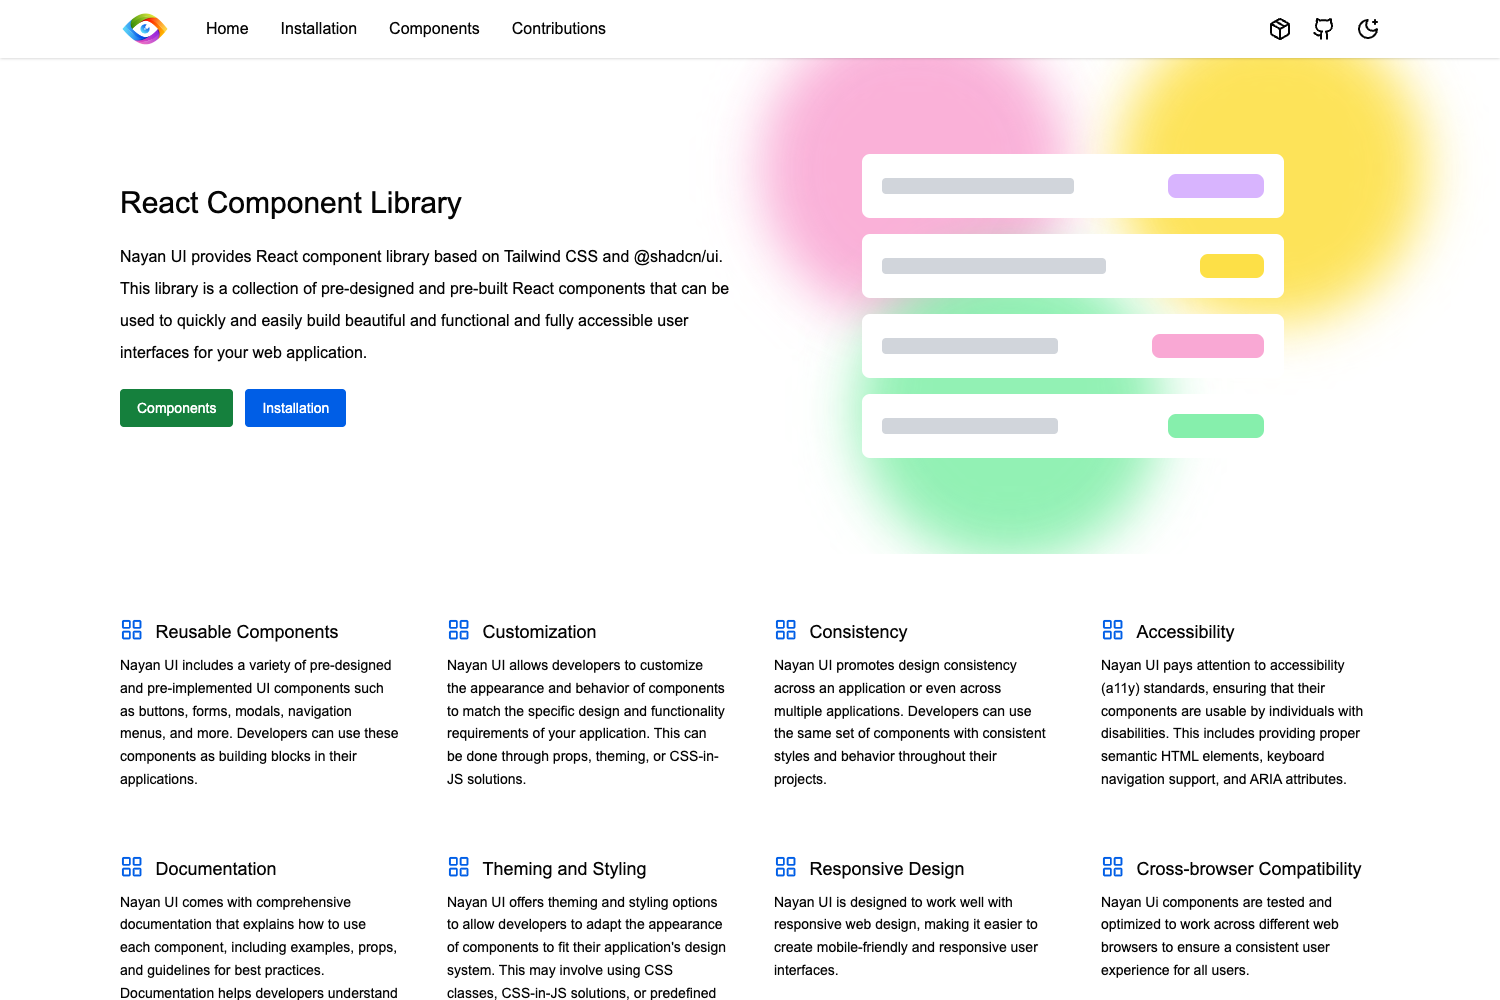 Home Installation Components Contributions
React Component Library
Nayan UI provides React component library based on Tailwind CSS and @shadcn/ui.
This library is a collection of pre-designed and pre-built React components that can be
used to quickly and easily build beautiful and functional and fully accessible user
interfaces for your web application.
Components Installation
Reusable Components
Nayan UI includes a variety of pre-designed
and pre-implemented UI components such
as buttons, forms, modals, navigation
menus, and more. Developers can use these
components as building blocks in their
applications.
Customization
Nayan UI allows developers to customize
the appearance and behavior of components
to match the specific design and functionality
requirements of your application. This can
be done through props, theming, or CSS-in-
JS solutions.
Consistency
Nayan UI promotes design consistency
across an application or even across
multiple applications. Developers can use
the same set of components with consistent
styles and behavior throughout their
projects.
Accessibility
Nayan UI pays attention to accessibility
(a11y) standards, ensuring that their
components are usable by individuals with
disabilities. This includes providing proper
semantic HTML elements, keyboard
navigation support, and ARIA attributes.
Documentation
Nayan UI comes with comprehensive
documentation that explains how to use
each component, including examples, props,
and guidelines for best practices.
Documentation helps developers understand
Theming and Styling
Nayan UI offers theming and styling options
to allow developers to adapt the appearance
of components to fit their application's design
system. This may involve using CSS
classes, CSS-in-JS solutions, or predefined
Responsive Design
Nayan UI is designed to work well with
responsive web design, making it easier to
create mobile-friendly and responsive user
interfaces.
Cross-browser Compatibility
Nayan Ui components are tested and
optimized to work across different web
browsers to ensure a consistent user
experience for all users.